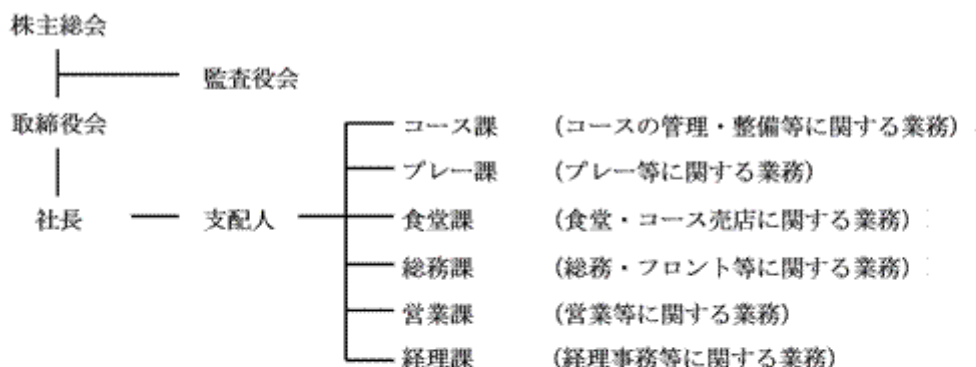 株主総会
監査役会
取締役会
コース課 (コースの管理・整備等に関する業務)
プレー課 (プレー等に関する業務)
社長 支配人 食堂課 (食堂・コース売店に関する業務)
総務課 (総務・フロント等に関する業務)
営業課 (営業等に関する業務)
経理課 (経理事務等に関する業務)